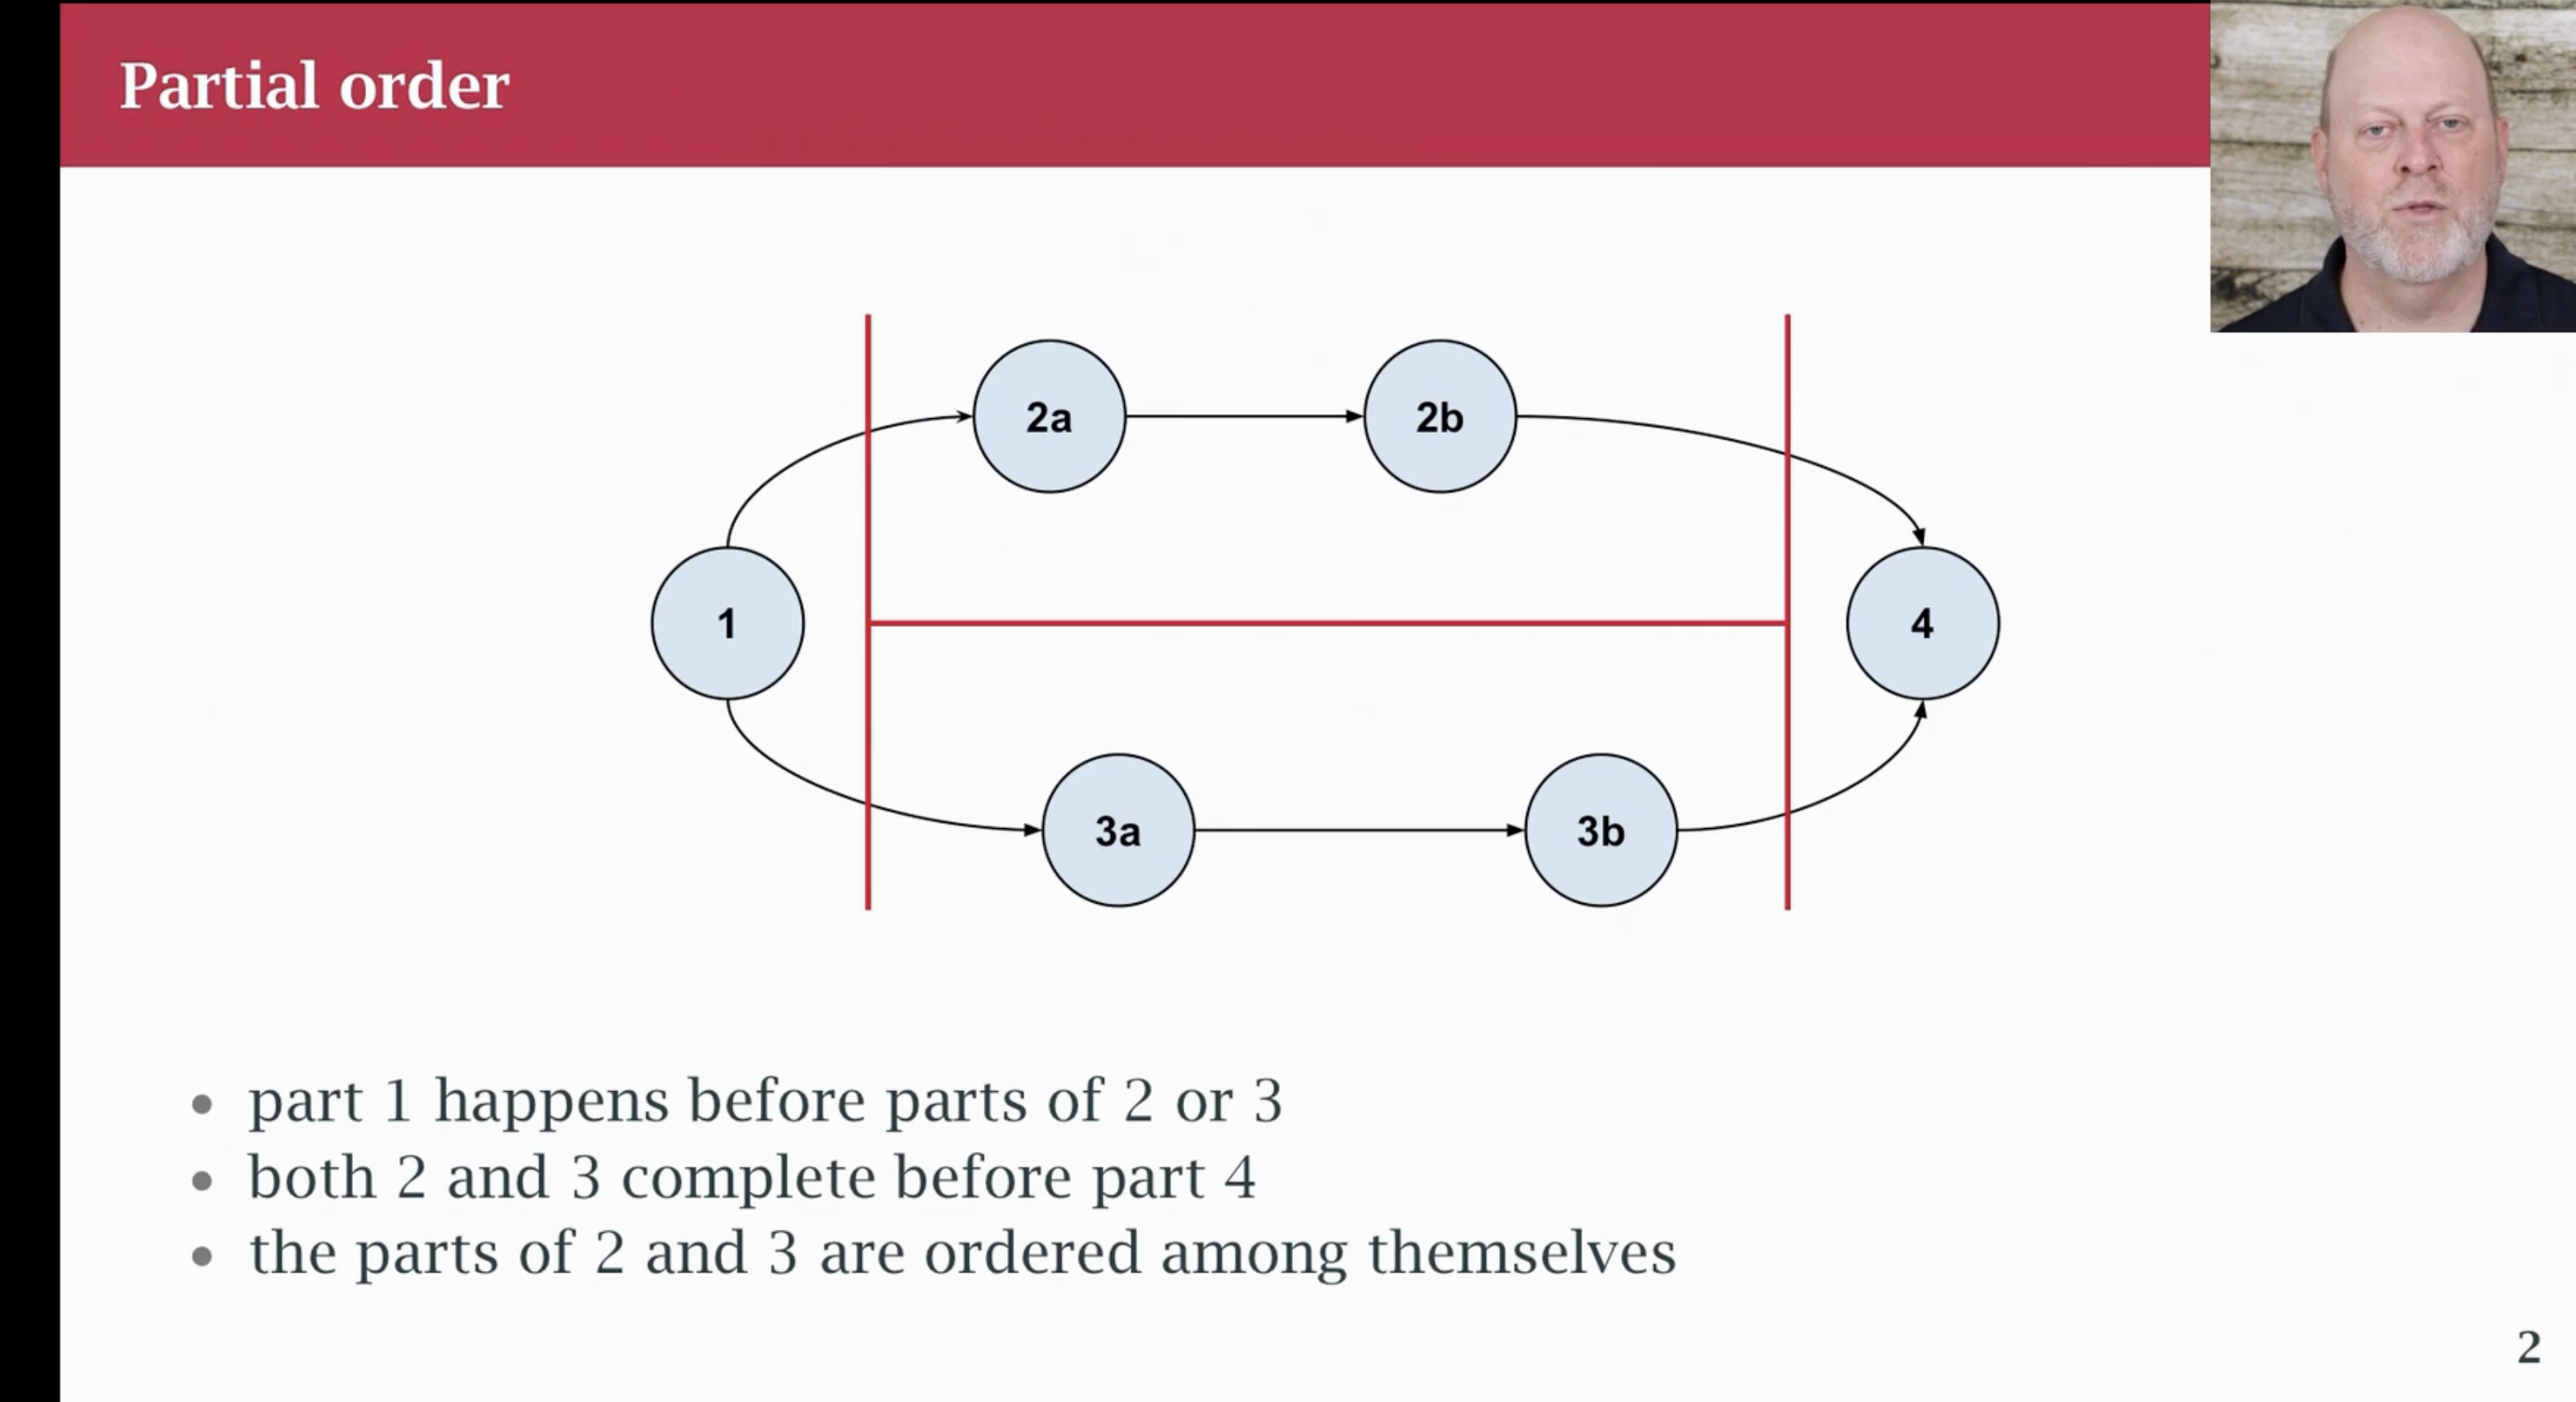 Partial order
2a
2b
1
4
3a
3b
part 1 happens before parts of 2 or 3
both 2 and 3 complete before part 4
the parts of 2 and 3 are ordered among themselves
2